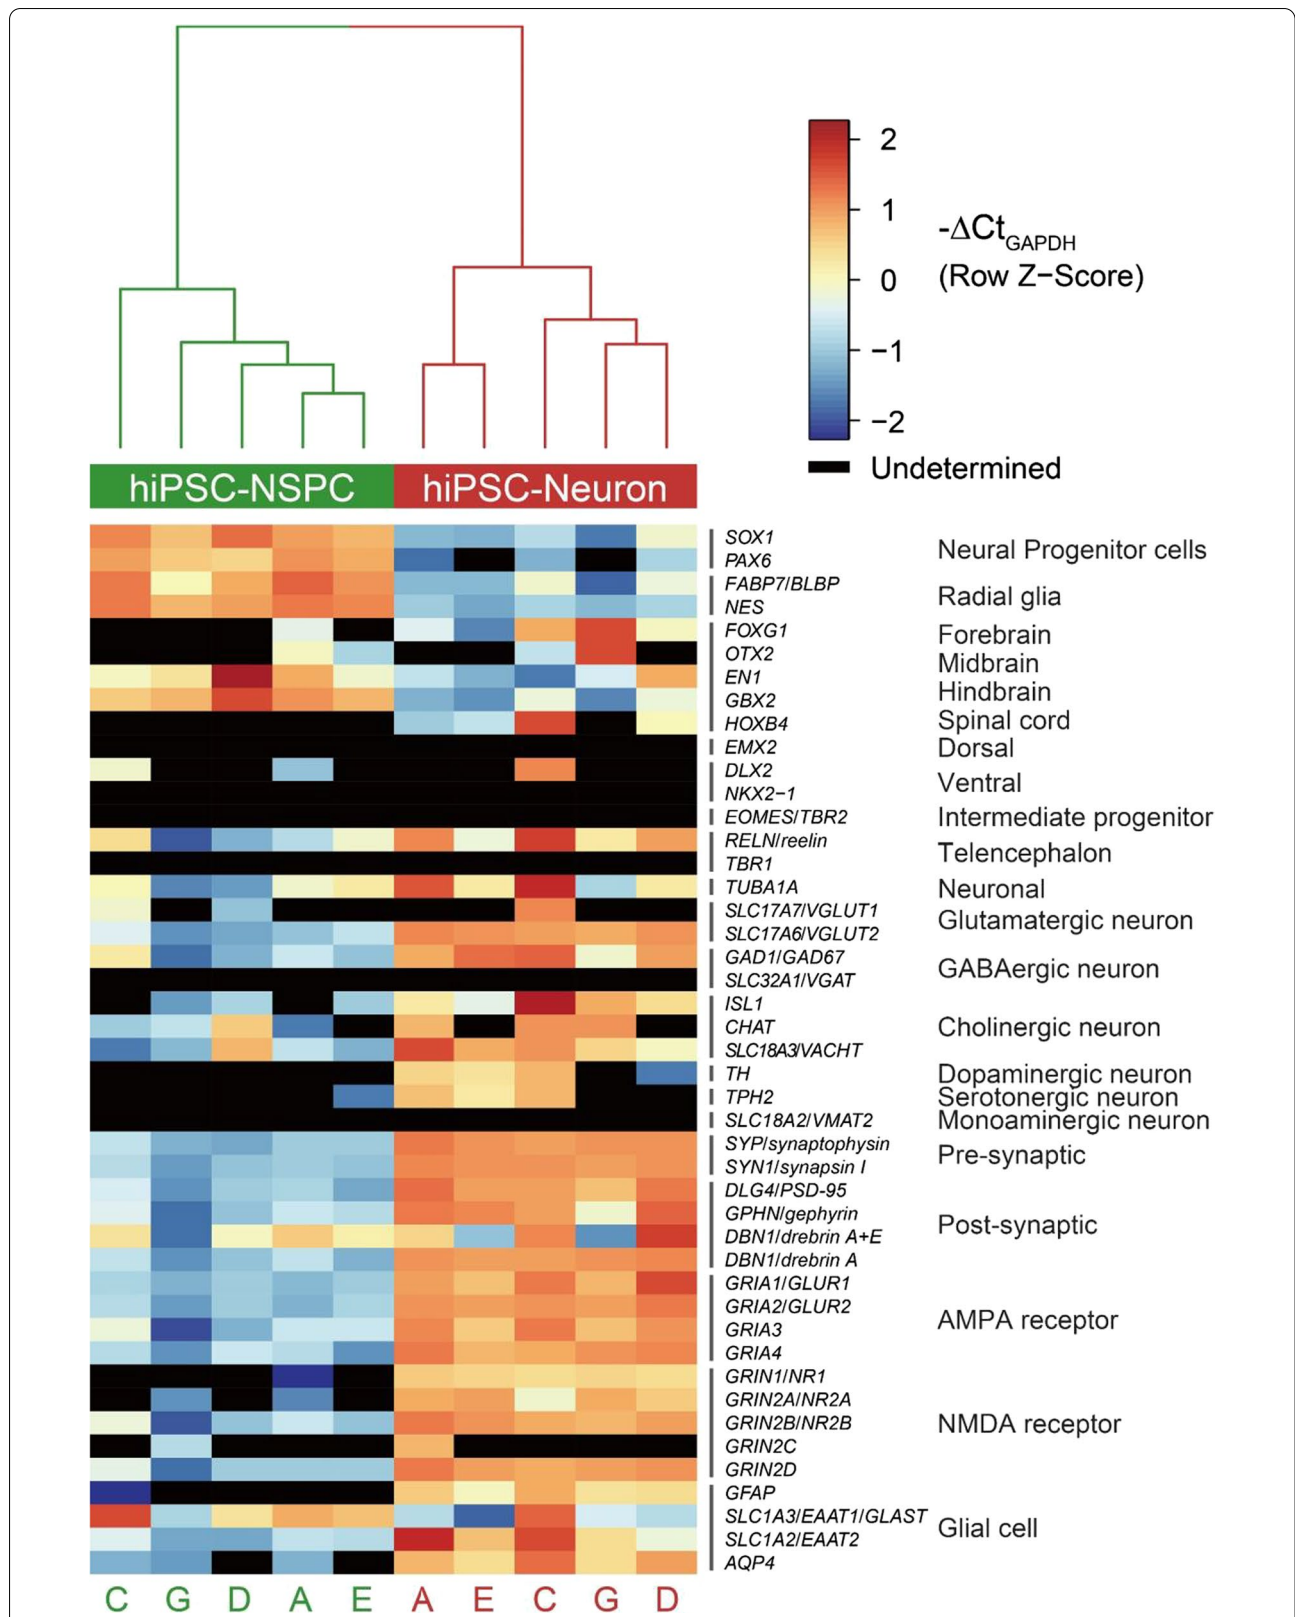 2
1
0
−1
−2
-ΔCtGAPDH
(Row Z−Score)
Undetermined
hiPSC-NSPC hiPSC-Neuron
SOX1
PAX6
Neural Progenitor cells
FABP7/BLBP
NES
Radial glia
FOXG1
Forebrain
OTX2
Midbrain
EN1
GBX2
Hindbrain
HOXB4
Spinal cord
EMX2
Dorsal
DLX2
NKX2−1
Ventral
EOMES/TBR2
Intermediate progenitor
RELN/reelin
TBR1
Telencephalon
TUBA1A
Neuronal
SLC17A7/VGLUT1
SLC17A6/VGLUT2
Glutamatergic neuron
GAD1/GAD67
SLC32A1/VGAT
GABAergic neuron
ISL1
CHAT
SLC18A3/VACHT
Cholinergic neuron
TH
Dopaminergic neuron
TPH2
Serotonergic neuron
SLC18A2/VMAT2
Monoaminergic neuron
SYP/synaptophysin
SYN1/synapsin I
Pre-synaptic
DLG4/PSD-95
GPHN/gephyrin
DBN1/drebrin A+E
DBN1/drebrin A
Post-synaptic
GRIA1/GLUR1
GRIA2/GLUR2
GRIA3
GRIA4
AMPA receptor
GRIN1/NR1
GRIN2A/NR2A
GRIN2B/NR2B
GRIN2C
GRIN2D
NMDA receptor
GFAP
SLC1A3/EAAT1/GLAST
SLC1A2/EAAT2
AQP4
Glial cell
C G D A E A E C G D